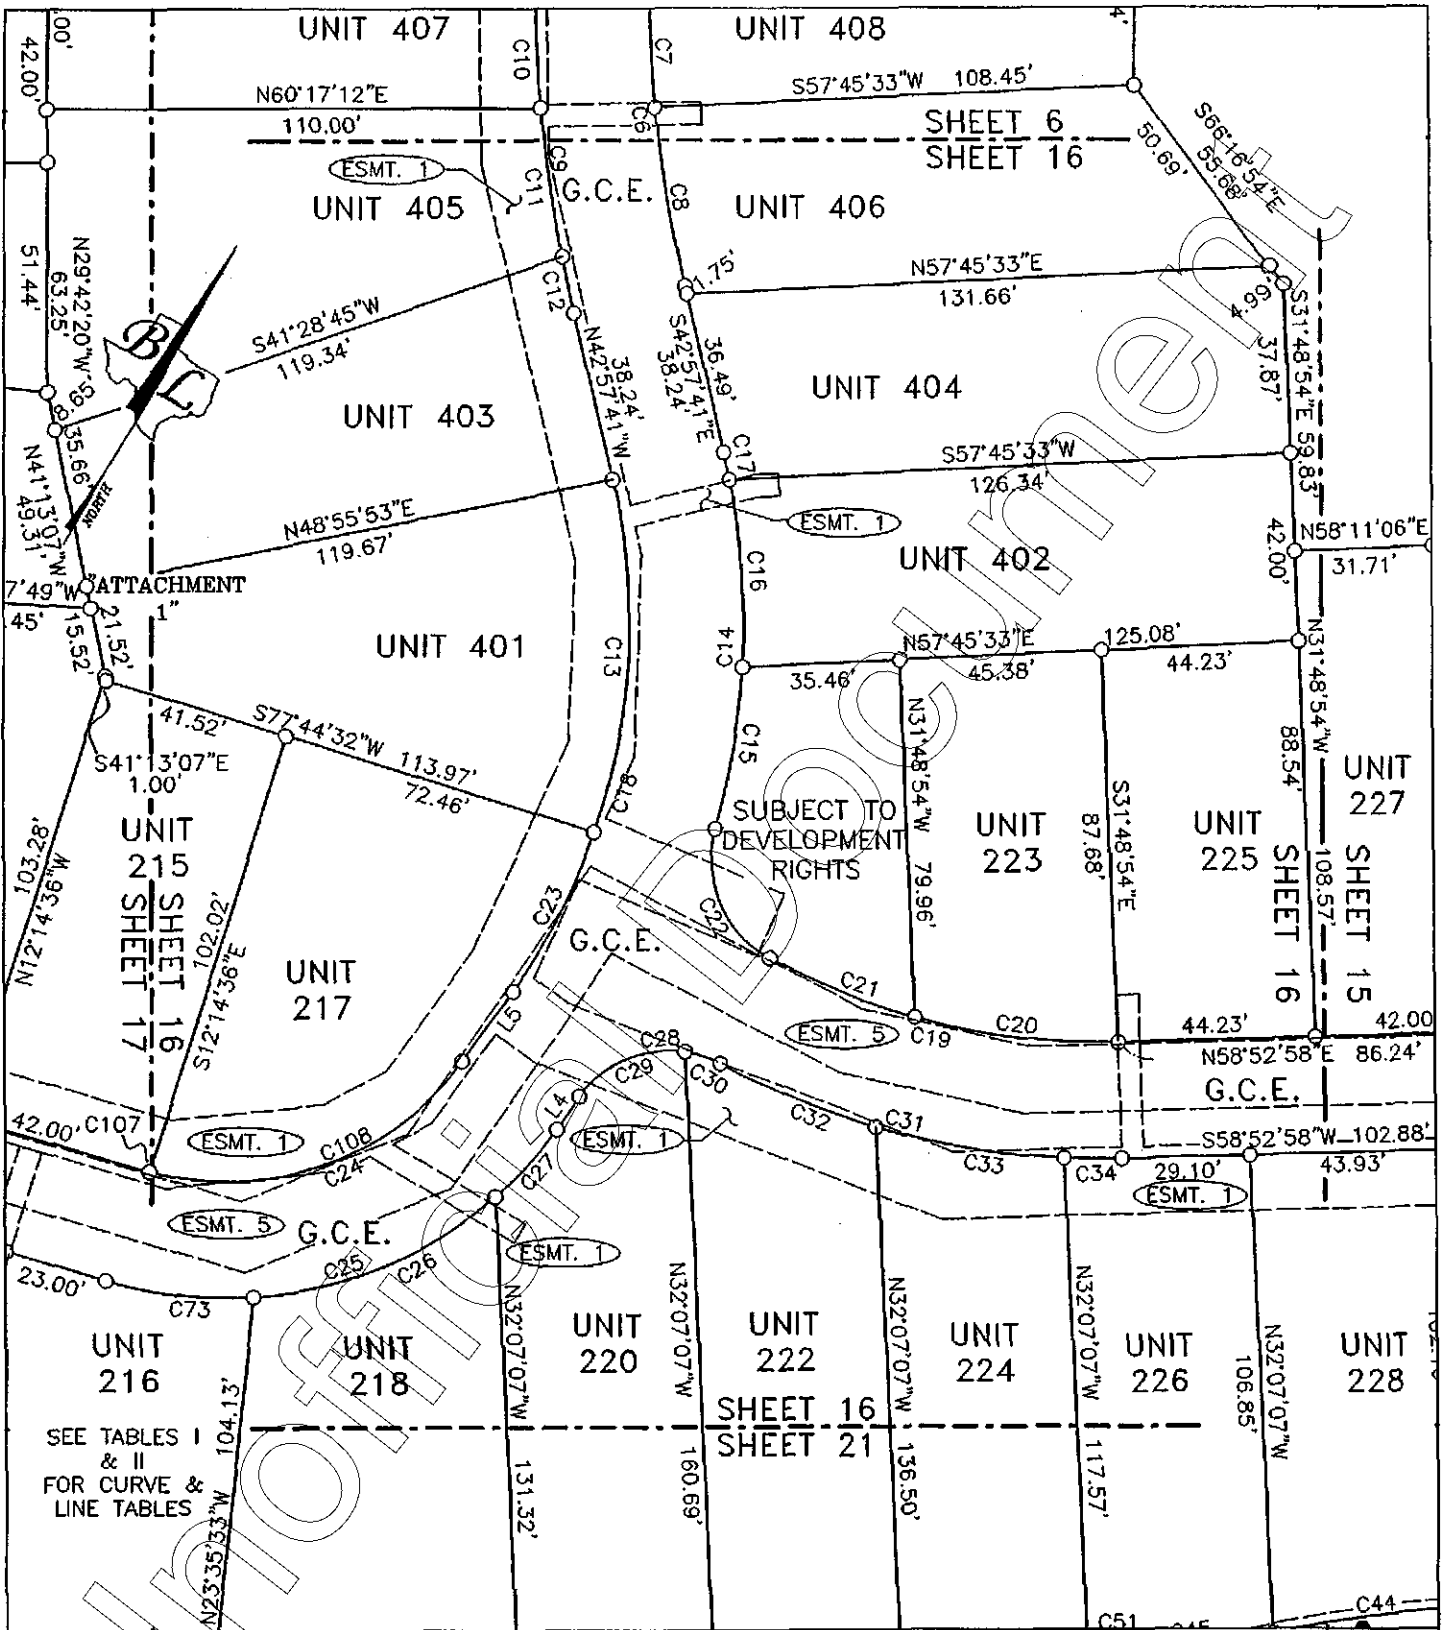 .00'
42.00'
UNIT 407
C10
C7
UNIT 408
4'
N60°17'12"E
110.00'
S57°45'33"W 108.45'
C6
SHEET 6
SHEET 16
50.69'
S66°16'54"E
55.68'
ESMT. 1
C9
C11
G.C.E.
C8
UNIT 405
UNIT 406
N29°42'20"W
63.25'
51.44'
B
L
NORTH
S41°28'45"W
119.34'
C12
1.75'
N57°45'33"E
131.66'
4.99'
S31°48'54"E 59.83'
37.87'
8.65'
35.66'
N41°13'07"W
49.31'
UNIT 403
38.24'
N42°57'41"W
36.49'
S42°57'41"E
38.24'
UNIT 404
C17
S57°45'33"W
126.34'
N48°55'53"E
119.67'
ESMT. 1
42.00'
N58°11'06"E
31.71'
7'49"W
45'
"ATTACHMENT
1"
15.52'
21.52'
UNIT 401
C13
C16
UNIT 402
C14
N57°45'33"E
125.08'
35.46'
45.38'
44.23'
N31°48'54"W
108.57'
88.54'
41.52'
S77°44'32"W 113.97'
72.46'
S41°13'07"E
1.00'
C18
C15
N31°48'54"W 79.96'
S31°48'54"E
87.68'
UNIT
227
UNIT
215
103.28'
N12°14'36"W
SHEET 16
SHEET 17
102.02'
S12°14'36"E
SUBJECT TO
DEVELOPMENT
RIGHTS
UNIT
223
UNIT
225
SHEET 15
SHEET 16
UNIT
217
C23
C22
G.C.E.
C21
C20
C19
44.23'
42.00
N58°52'58"E 86.24'
G.C.E.
L5
ESMT. 5
C28
C29
C30
L4
C32
C31
42.00'
C107
ESMT. 1
C108
C24
ESMT. 1
C27
C33
C34
S58°52'58"W 102.88'
29.10'
43.93'
ESMT. 1
ESMT. 5
G.C.E.
23.00'
C73
C25
C26
ESMT. 1
UNIT
216
UNIT
218
UNIT
220
UNIT
222
UNIT
224
UNIT
226
UNIT
228
N32°07'07"W
131.32'
N32°07'07"W
160.69'
N32°07'07"W
136.50'
N32°07'07"W
117.57'
N32°07'07"W
106.85'
SHEET 16
SHEET 21
SEE TABLES I
& II
FOR CURVE &
LINE TABLES
N23°35'33"W 104.13'
C51
C44
Unofficial Document